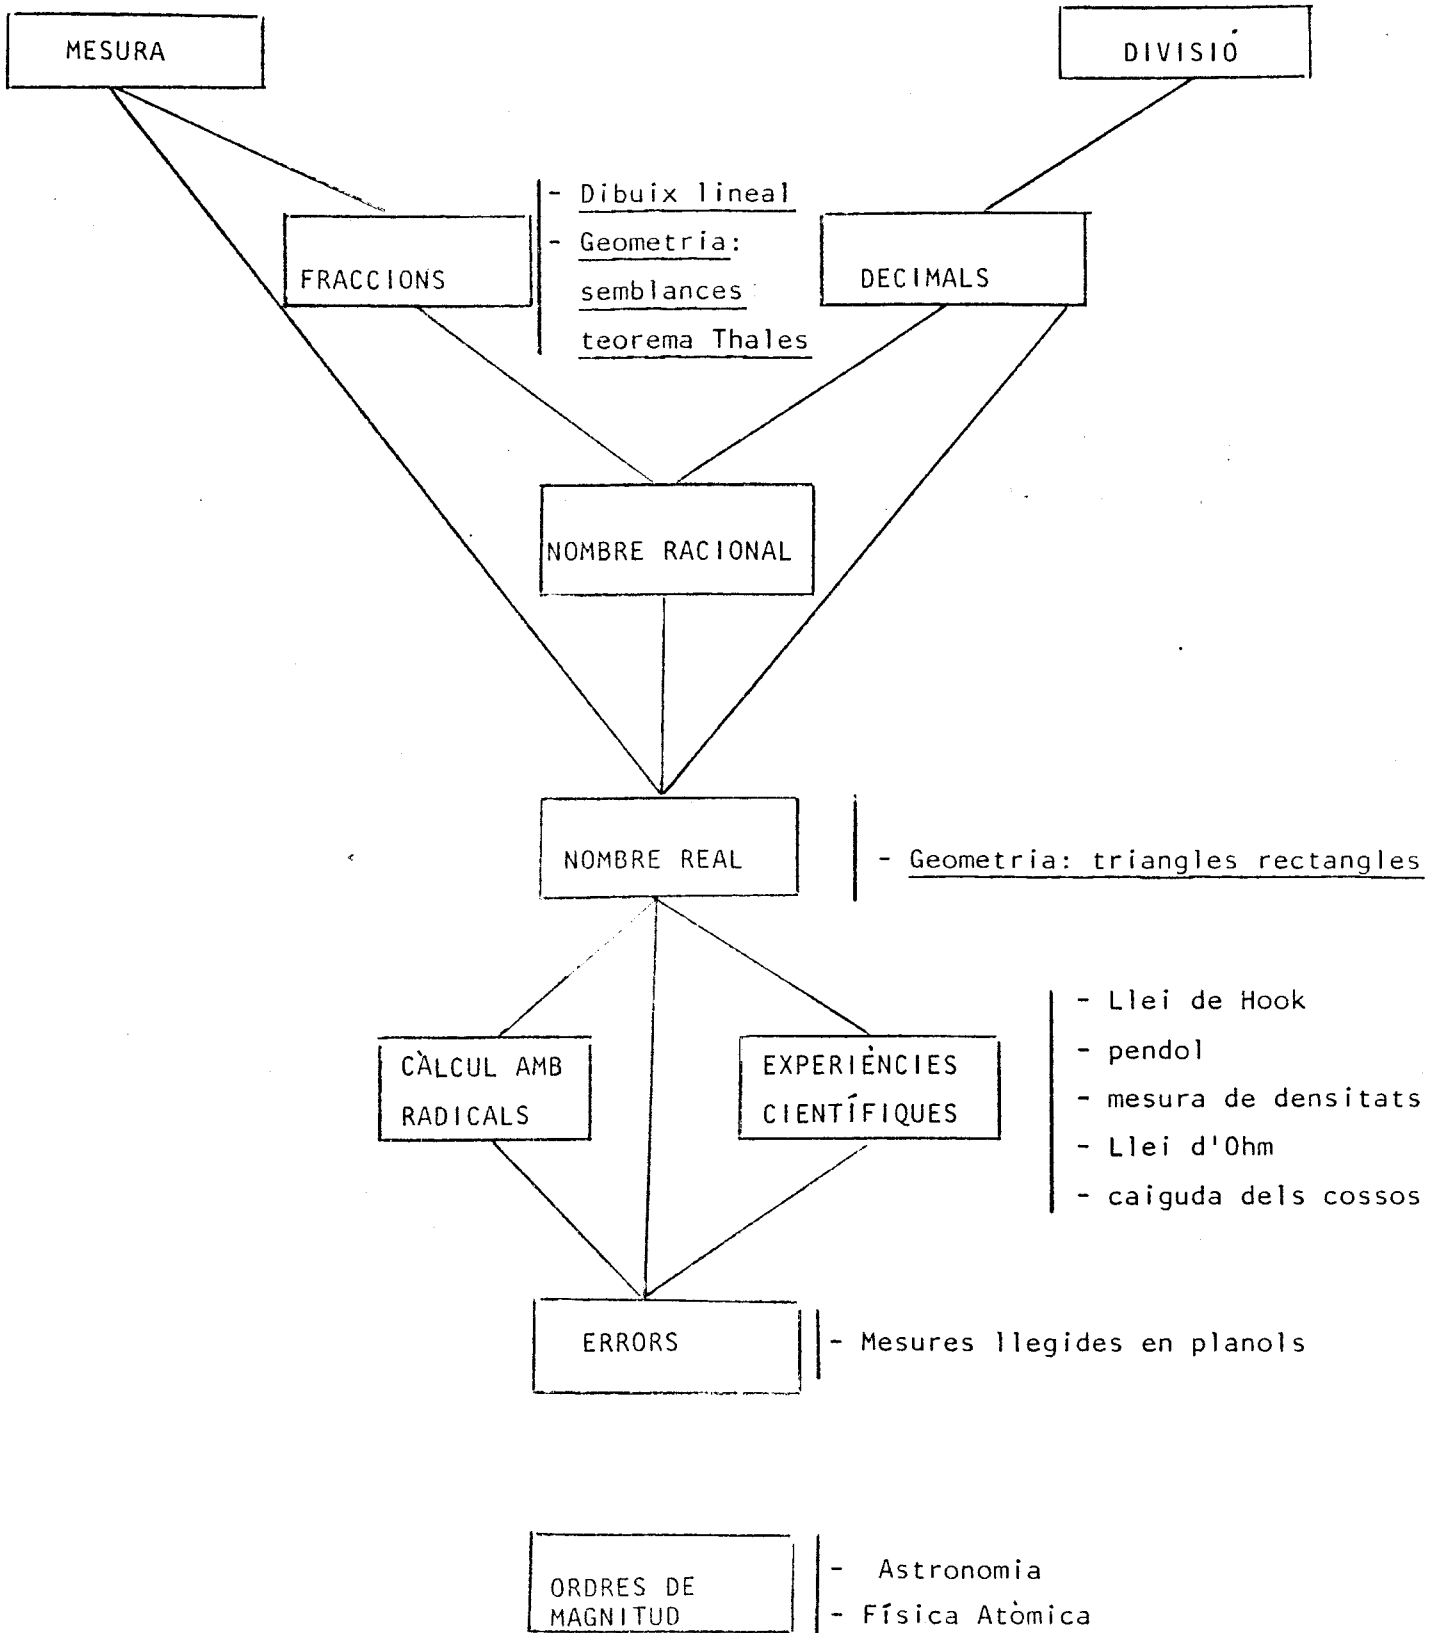 MESURA
DIVISIÓ
FRACCIONS
- Dibuix lineal
- Geometria:
semblances
teorema Thales
DECIMALS
NOMBRE RACIONAL
NOMBRE REAL
- Geometria: triangles rectangles
CÀLCUL AMB
RADICALS
EXPERIÈNCIES
CIENTÍFIQUES
- Llei de Hook
- pendol
- mesura de densitats
- Llei d'Ohm
- caiguda dels cossos
ERRORS
- Mesures llegides en planols
ORDRES DE
MAGNITUD
- Astronomia
- Física Atòmica